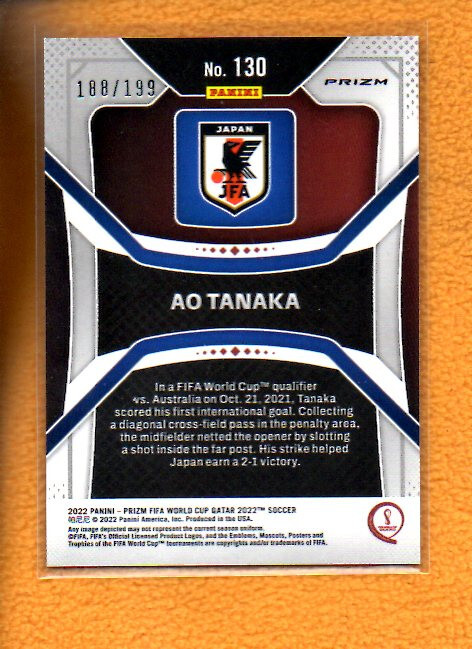 No. 130
188/199
PANINI
PRIZM
JAPAN
JFA
AO TANAKA
In a FIFA World Cup™ qualifier
vs. Australia on Oct. 21, 2021, Tanaka
scored his first international goal. Collecting
a diagonal cross-field pass in the penalty area,
the midfielder netted the opener by slotting
a shot inside the far post. His strike helped
Japan earn a 2-1 victory.
2022 PANINI - PRIZM FIFA WORLD CUP QATAR 2022™ SOCCER
帕尼尼 © 2022 Panini America, Inc. Produced in the USA.
Any image depicted may not represent the current season uniform.
©FIFA, FIFA's Official Licensed Product Logos, and the Emblems, Mascots, Posters and
Trophies of the FIFA World Cup™ tournaments are copyrights and/or trademarks of FIFA.